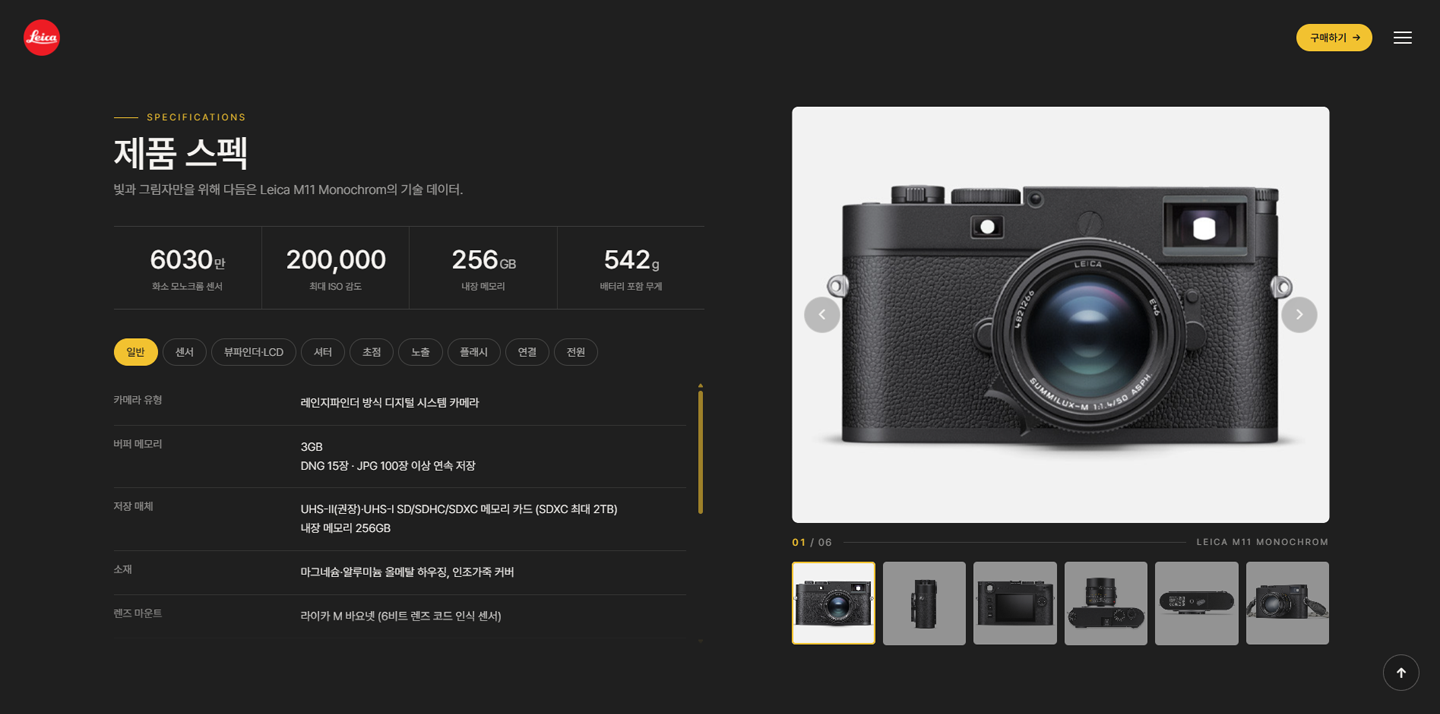 Leica
구매하기 →
SPECIFICATIONS
제품 스펙
빛과 그림자만을 위해 다듬은 Leica M11 Monochrom의 기술 데이터.
6030만
화소 모노크롬 센서
200,000
최대 ISO 감도
256GB
내장 메모리
542g
배터리 포함 무게
일반 센서 뷰파인더·LCD 셔터 초점 노출 플래시 연결 전원
카메라 유형
레인지파인더 방식 디지털 시스템 카메라
버퍼 메모리
3GB
DNG 15장 · JPG 100장 이상 연속 저장
저장 매체
UHS-II(권장)·UHS-I SD/SDHC/SDXC 메모리 카드 (SDXC 최대 2TB)
내장 메모리 256GB
소재
마그네슘·알루미늄 올메탈 하우징, 인조가죽 커버
렌즈 마운트
라이카 M 바요넷 (6비트 렌즈 코드 인식 센서)
LEICA
4821266
E46
SUMMILUX-M 1:1.4/50 ASPH.
01 / 06
LEICA M11 MONOCHROM